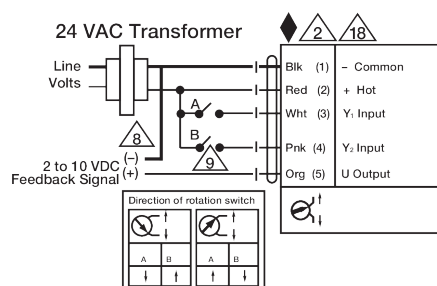 24 VAC Transformer
Line
Volts
2
18
Blk (1) – Common
Red (2) + Hot
A
Wht (3) Y1 Input
B
Pnk (4) Y2 Input
8
9
2 to 10 VDC (–)
Feedback Signal (+)
Org (5) U Output
Direction of rotation switch
A B A B